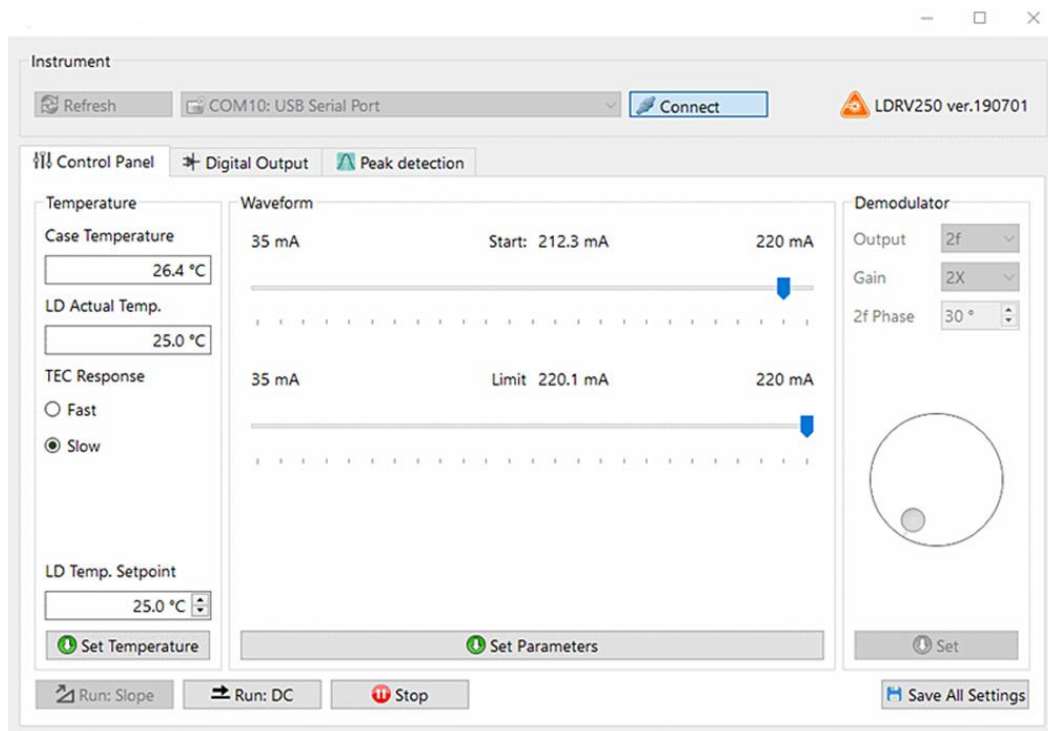 Instrument
Refresh
COM10: USB Serial Port
Connect
LDRV250 ver.190701
Control Panel
Digital Output
Peak detection
Temperature
Case Temperature
26.4 °C
LD Actual Temp.
25.0 °C
TEC Response
Fast
Slow
LD Temp. Setpoint
25.0 °C
Set Temperature
Waveform
35 mA
Start: 212.3 mA
220 mA
35 mA
Limit 220.1 mA
220 mA
Set Parameters
Demodulator
Output 2f
Gain 2X
2f Phase 30 °
Set
Run: Slope
Run: DC
Stop
Save All Settings